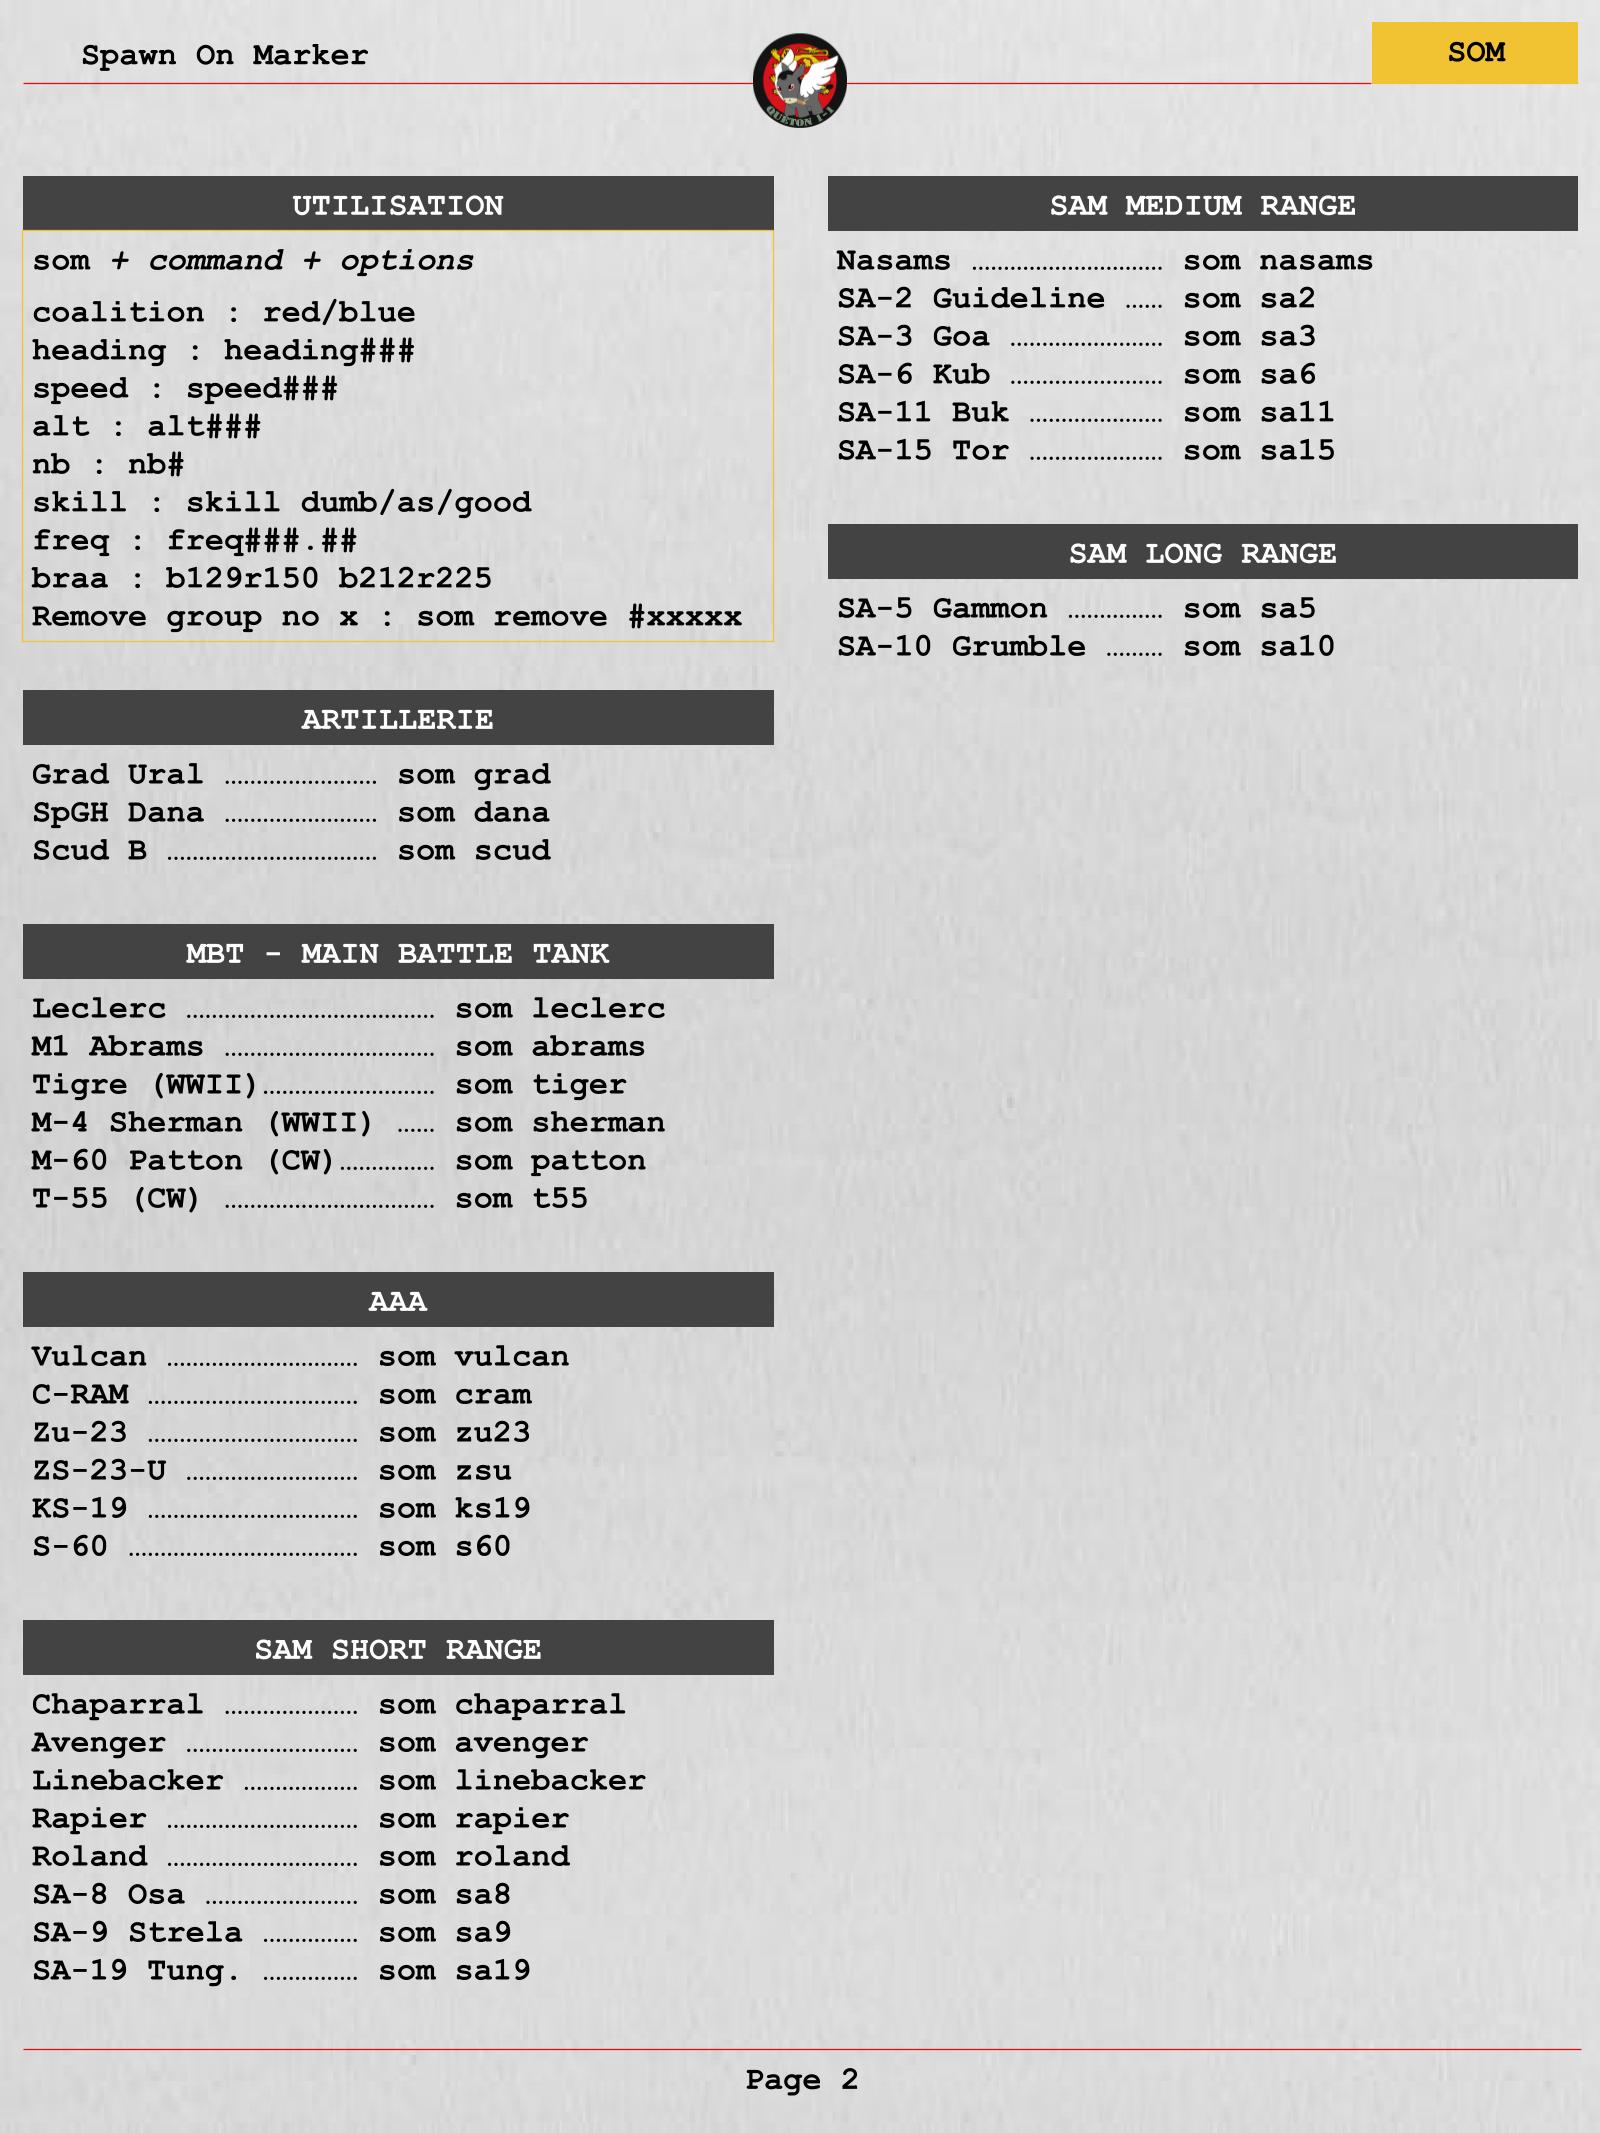 Spawn On Marker
QUETON 1-1
SOM
UTILISATION
som + command + options
coalition : red/blue
heading : heading###
speed : speed###
alt : alt###
nb : nb#
skill : skill dumb/as/good
freq : freq###.##
braa : b129r150 b212r225
Remove group no x : som remove #xxxxx
ARTILLERIE
Grad Ural ........................ som grad
SpGH Dana ........................ som dana
Scud B ................................. som scud
MBT - MAIN BATTLE TANK
Leclerc ....................................... som leclerc
M1 Abrams ................................. som abrams
Tigre (WWII)........................... som tiger
M-4 Sherman (WWII) ...... som sherman
M-60 Patton (CW)............... som patton
T-55 (CW) ................................. som t55
AAA
Vulcan .............................. som vulcan
C-RAM ................................. som cram
Zu-23 ................................. som zu23
ZS-23-U ........................... som zsu
KS-19 ................................. som ks19
S-60 .................................... som s60
SAM SHORT RANGE
Chaparral ..................... som chaparral
Avenger ........................... som avenger
Linebacker .................. som linebacker
Rapier .............................. som rapier
Roland .............................. som roland
SA-8 Osa ........................ som sa8
SA-9 Strela ............... som sa9
SA-19 Tung. ................ som sa19
SAM MEDIUM RANGE
Nasams .............................. som nasams
SA-2 Guideline ...... som sa2
SA-3 Goa ........................ som sa3
SA-6 Kub ........................ som sa6
SA-11 Buk ..................... som sa11
SA-15 Tor ..................... som sa15
SAM LONG RANGE
SA-5 Gammon ............... som sa5
SA-10 Grumble ......... som sa10
Page 2